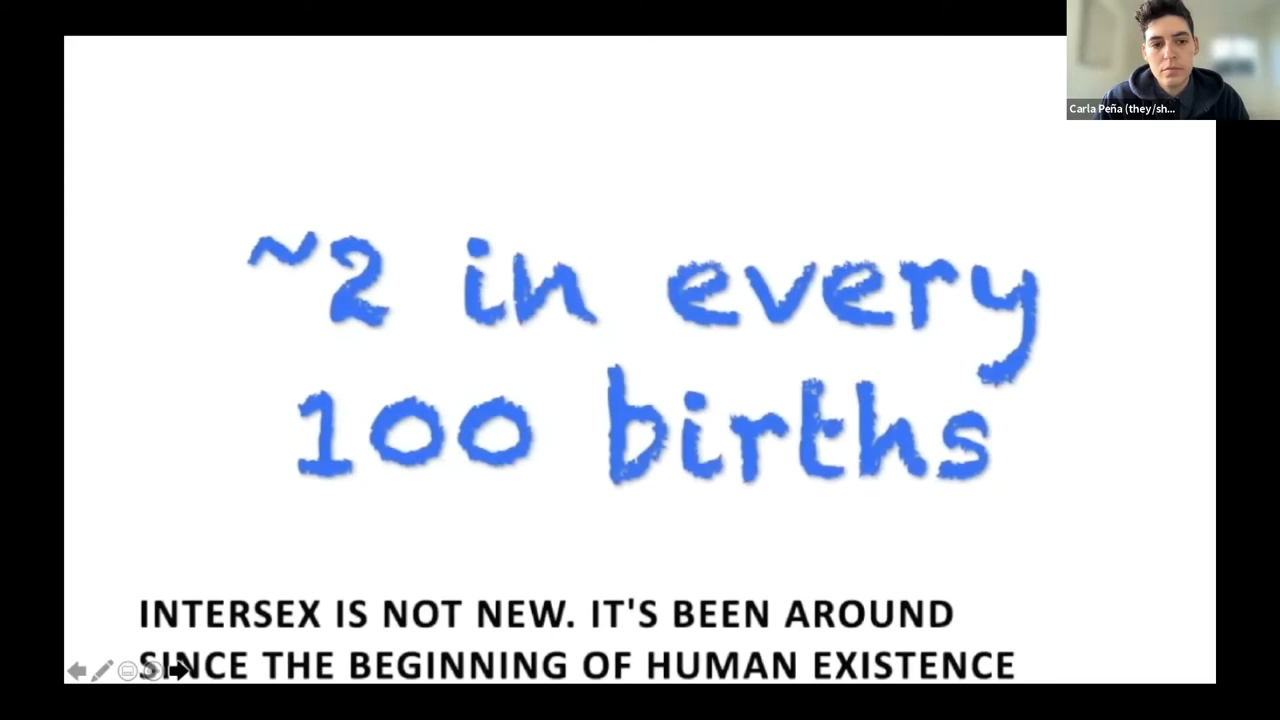 Carla Peña (they/sh...
~2 in every
100 births
INTERSEX IS NOT NEW. IT'S BEEN AROUND
SINCE THE BEGINNING OF HUMAN EXISTENCE